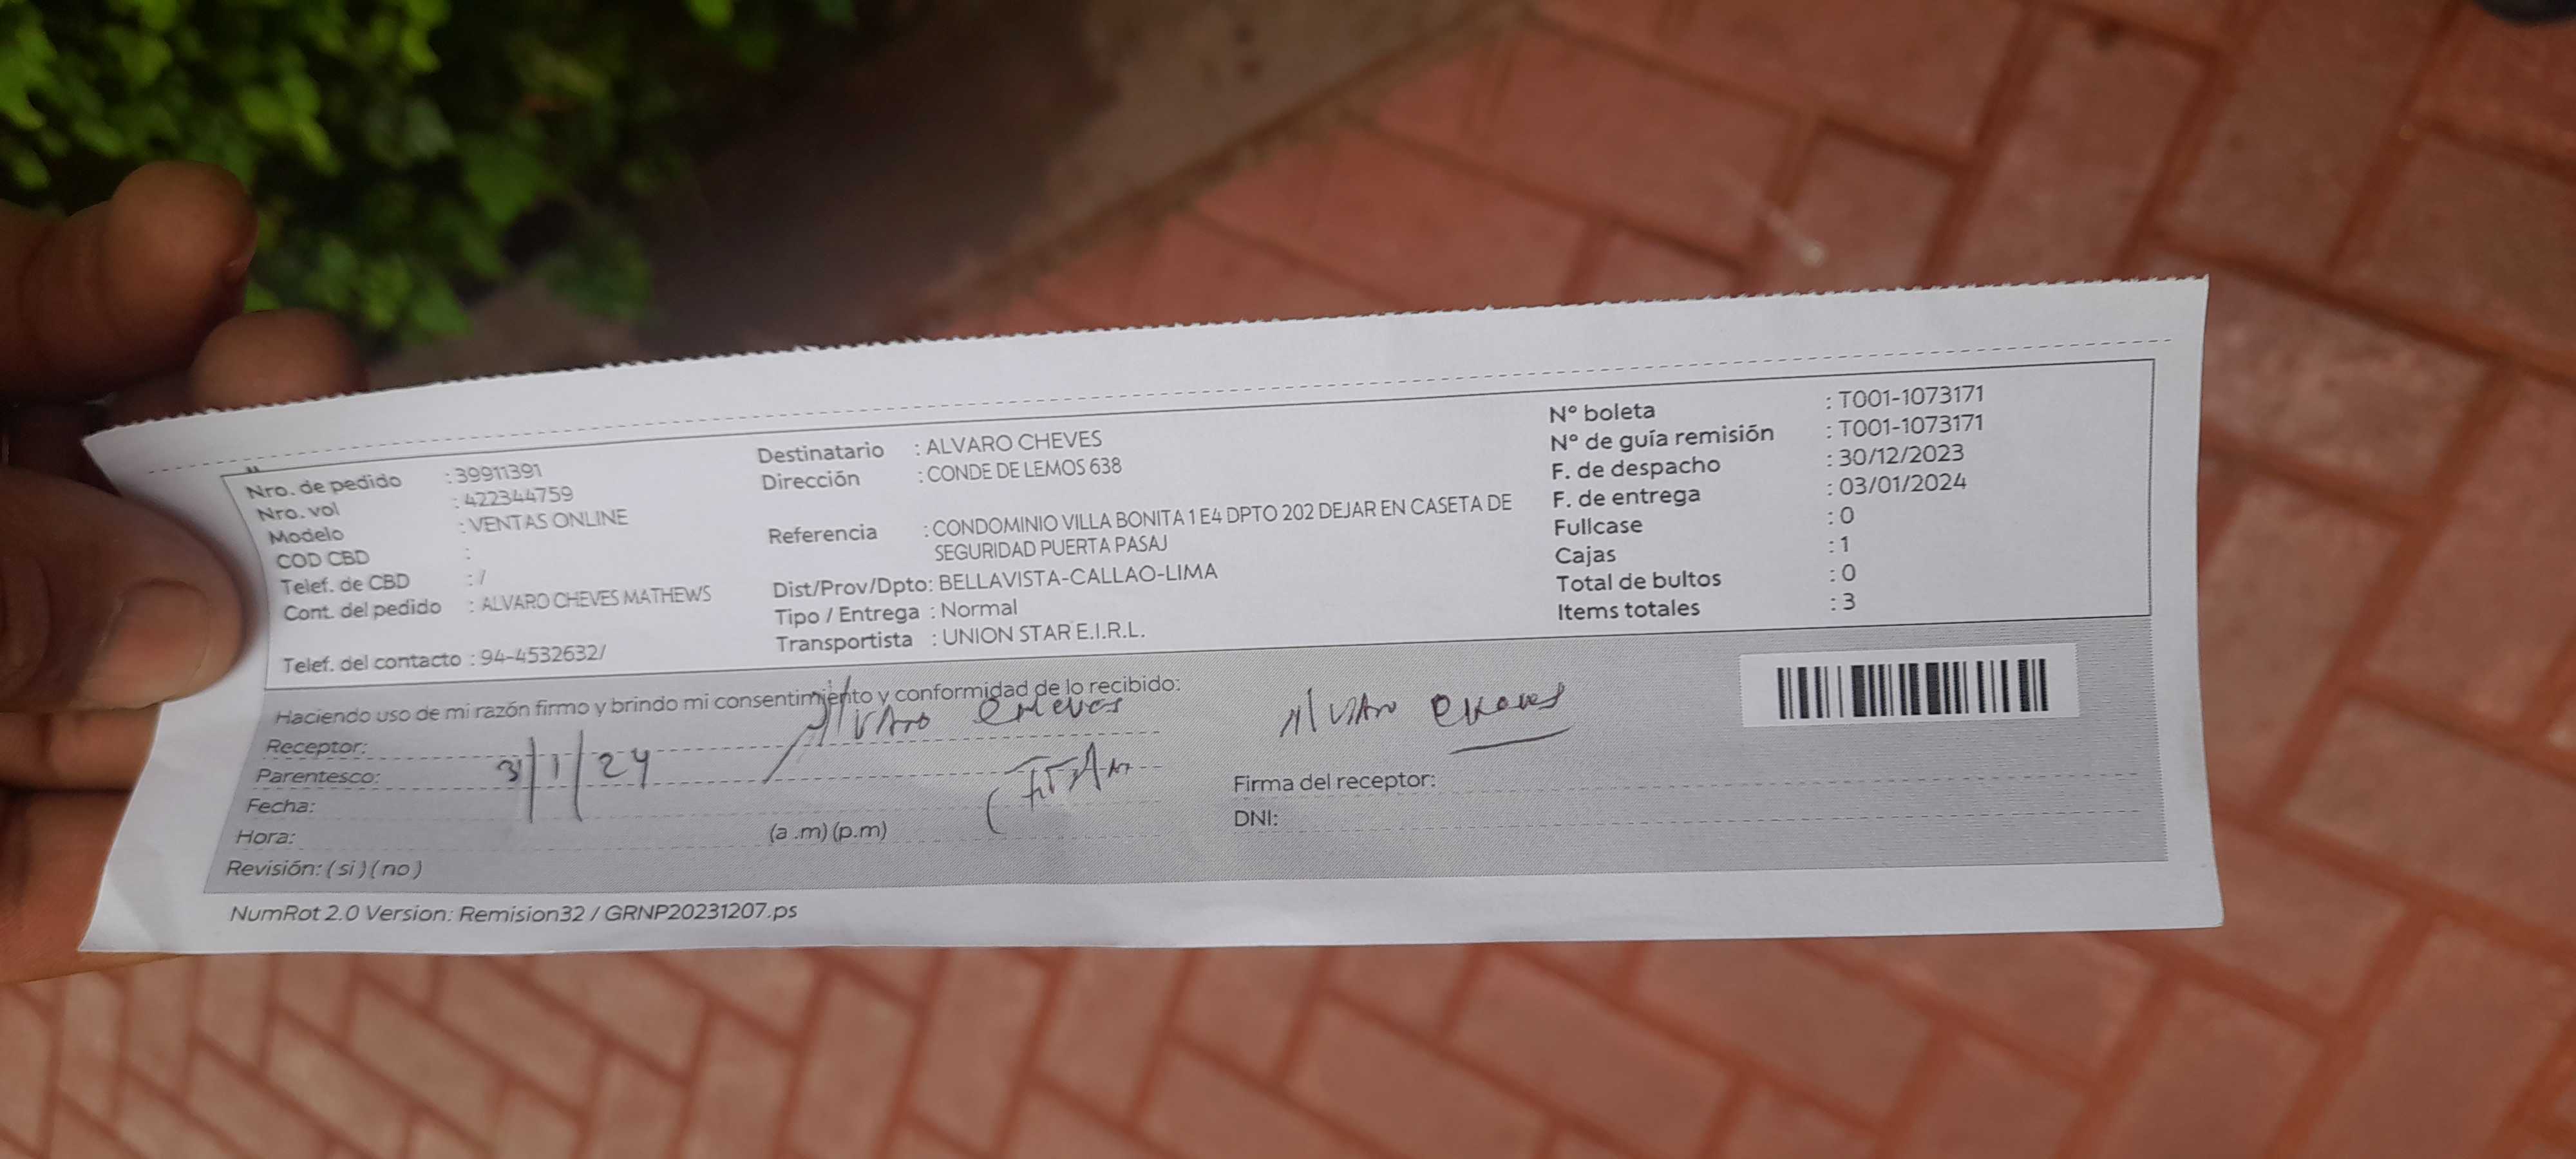 Nro. de pedido : 39911391
Nro. vol : 422344759
Modelo : VENTAS ONLINE
COD CBD :
Telef. de CBD : /
Cont. del pedido : ALVARO CHEVES MATHEWS
Telef. del contacto : 94-4532632/
Destinatario : ALVARO CHEVES
Dirección : CONDE DE LEMOS 638
Referencia : CONDOMINIO VILLA BONITA 1 E4 DPTO 202 DEJAR EN CASETA DE
SEGURIDAD PUERTA PASAJ
Dist/Prov/Dpto: BELLAVISTA-CALLAO-LIMA
Tipo / Entrega : Normal
Transportista : UNION STAR E.I.R.L.
Nº boleta : T001-1073171
Nº de guía remisión : T001-1073171
F. de despacho : 30/12/2023
F. de entrega : 03/01/2024
Fullcase : 0
Cajas : 1
Total de bultos : 0
Items totales : 3
Haciendo uso de mi razón firmo y brindo mi consentimiento y conformidad de lo recibido:
Receptor: Alvaro Cheves
Parentesco:
Fecha: 3/1/24
Hora: (a .m) (p.m)
Revisión: ( si ) ( no )
Alvaro Cheves
Firma del receptor:
DNI:
NumRot 2.0 Version: Remision32 / GRNP20231207.ps